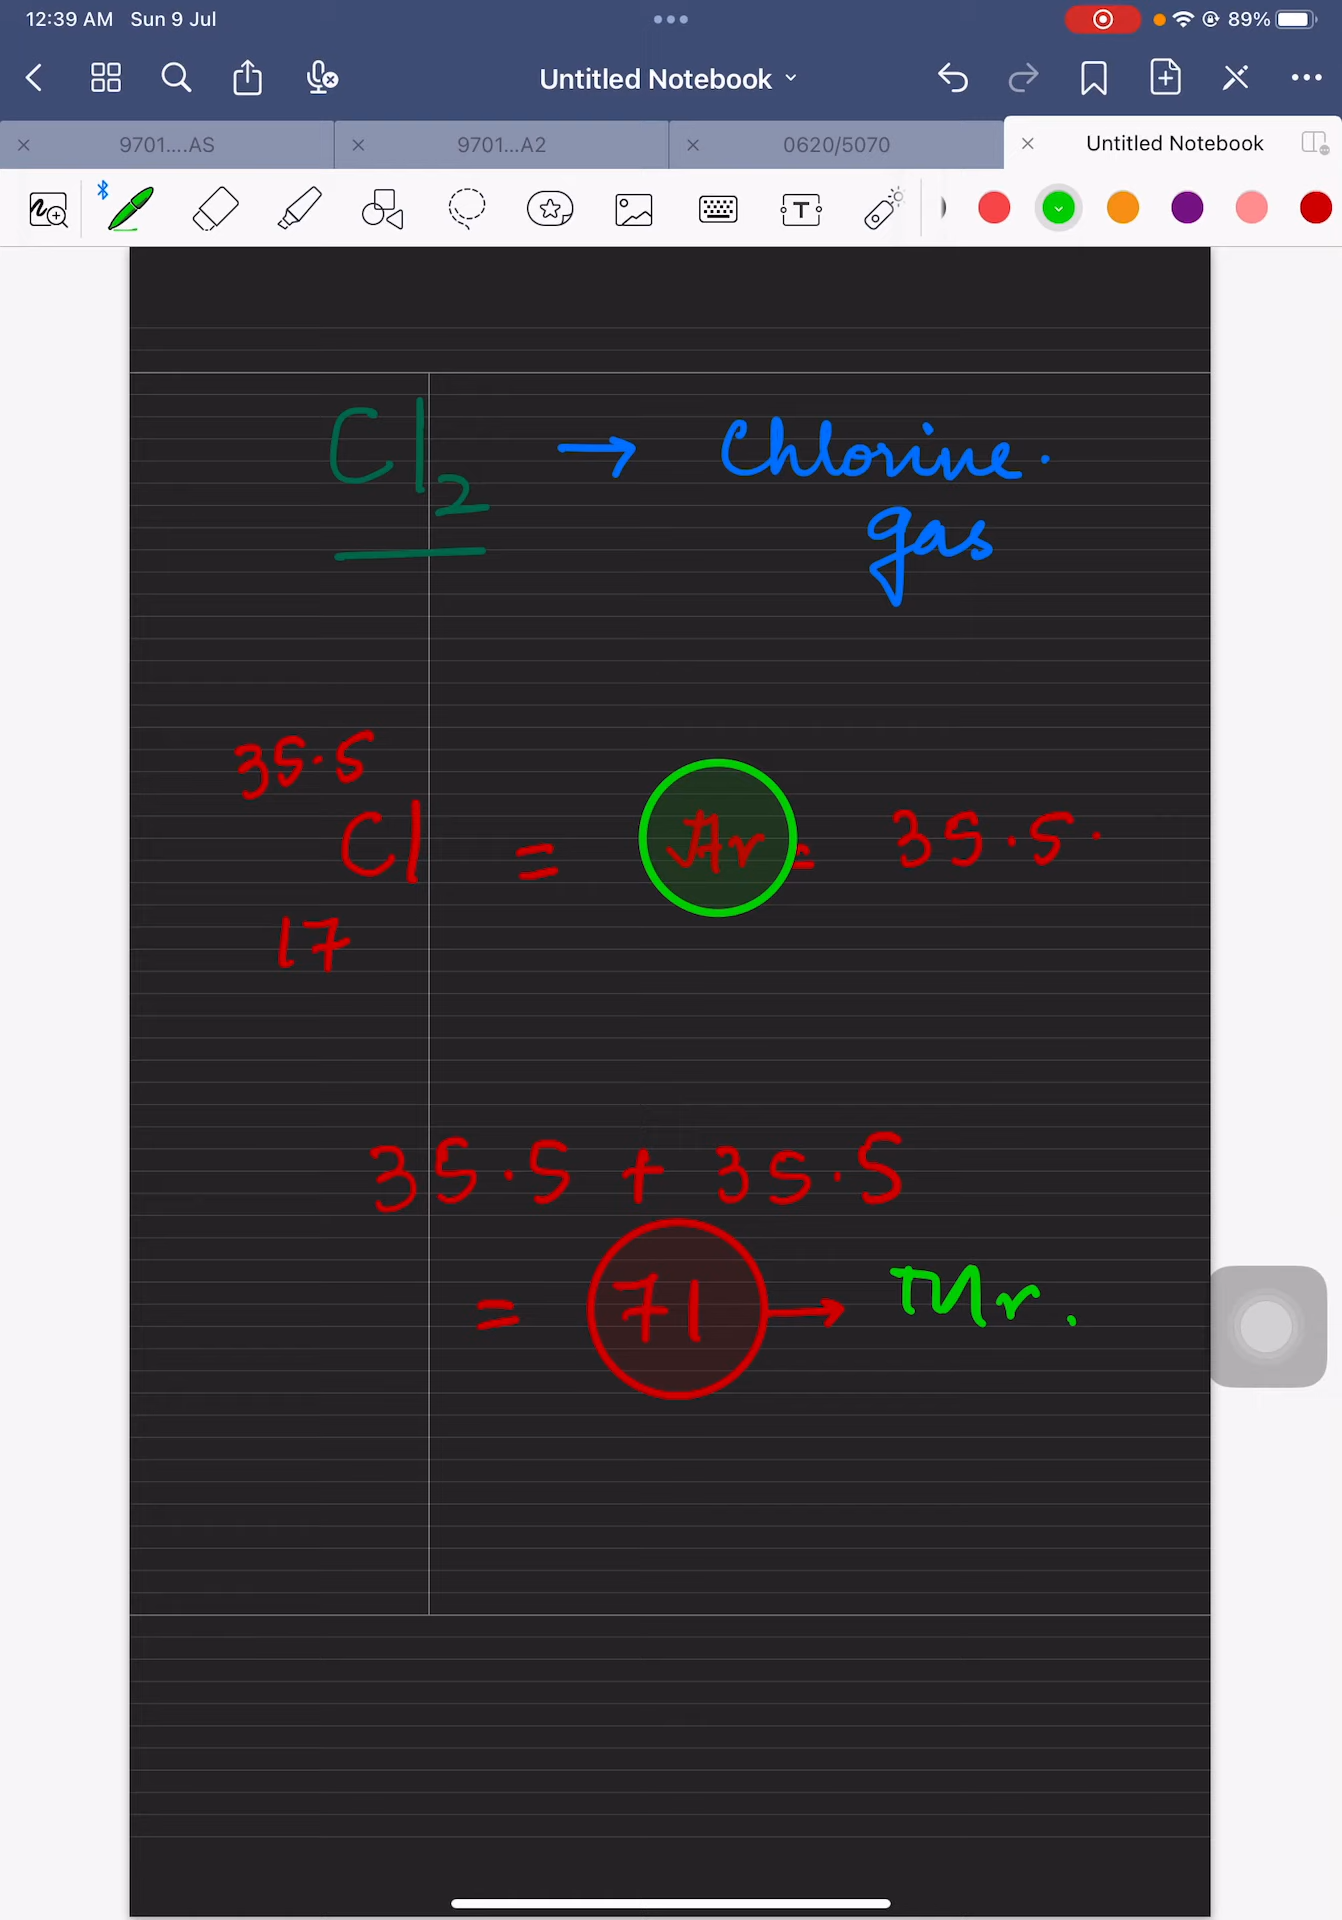 12:39 AM Sun 9 Jul 89%
Untitled Notebook
9701....AS 9701...A2 0620/5070 Untitled Notebook
T
Cl2 → Chlorine.
gas
35.5
Cl = Ar = 35.5.
17
35.5 + 35.5
= 71 → Mr.